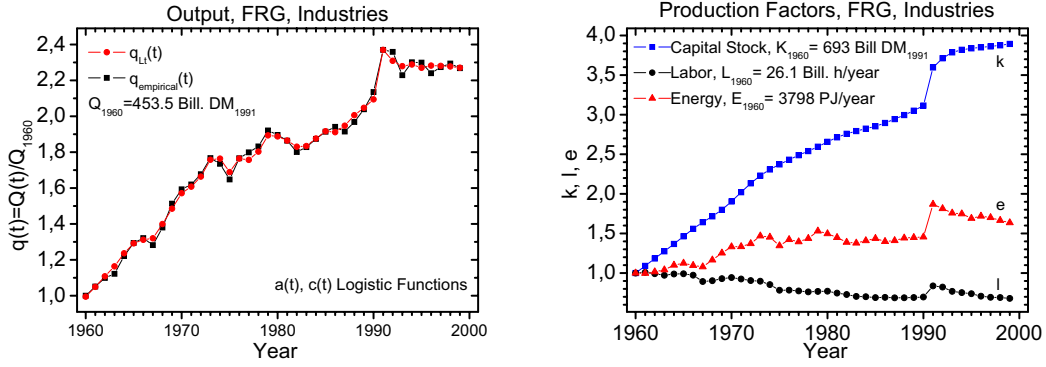 Output, FRG, Industries
q(t)=Q(t)/Q1960
2,4
2,2
2,0
1,8
1,6
1,4
1,2
1,0
qLt(t)
qempirical(t)
Q1960=453.5 Bill. DM1991
a(t), c(t) Logistic Functions
1960 1970 1980 1990 2000
Year
Production Factors, FRG, Industries
k, l, e
4,0
3,5
3,0
2,5
2,0
1,5
1,0
0,5
Capital Stock, K1960= 693 Bill DM1991
Labor, L1960= 26.1 Bill. h/year
Energy, E1960= 3798 PJ/year
k
e
l
1960 1970 1980 1990 2000
Year